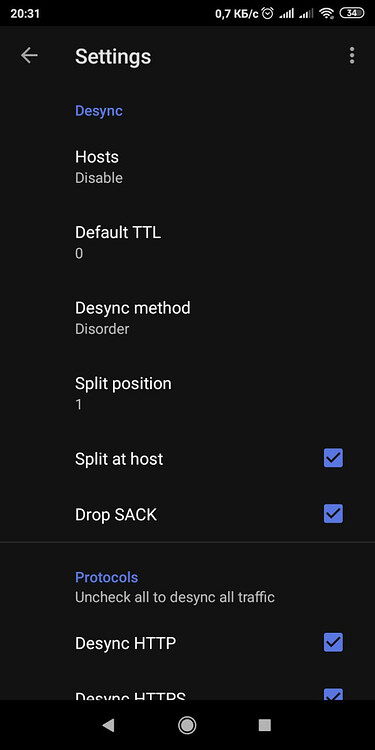 20:31 0,7 КБ/с 34
Settings
Desync
Hosts
Disable
Default TTL
0
Desync method
Disorder
Split position
1
Split at host
Drop SACK
Protocols
Uncheck all to desync all traffic
Desync HTTP
Desync HTTPS